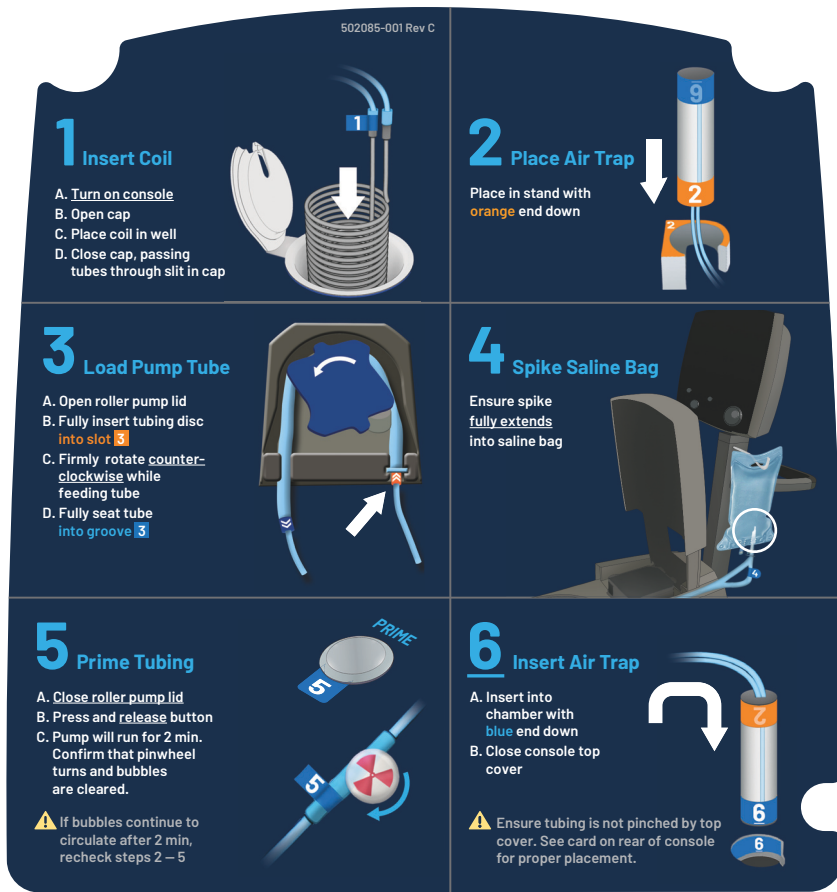 502085-001 Rev C
1 Insert Coil
A. Turn on console
B. Open cap
C. Place coil in well
D. Close cap, passing
tubes through slit in cap
1
2 Place Air Trap
Place in stand with
orange end down
6
2
2
3 Load Pump Tube
A. Open roller pump lid
B. Fully insert tubing disc
into slot 3
C. Firmly rotate counter-
clockwise while
feeding tube
D. Fully seat tube
into groove 3
4 Spike Saline Bag
Ensure spike
fully extends
into saline bag
4
5 Prime Tubing
A. Close roller pump lid
B. Press and release button
C. Pump will run for 2 min.
Confirm that pinwheel
turns and bubbles
are cleared.
If bubbles continue to
circulate after 2 min,
recheck steps 2 – 5
PRIME
5
5
6 Insert Air Trap
A. Insert into
chamber with
blue end down
B. Close console top
cover
Ensure tubing is not pinched by top
cover. See card on rear of console
for proper placement.
2
6
6